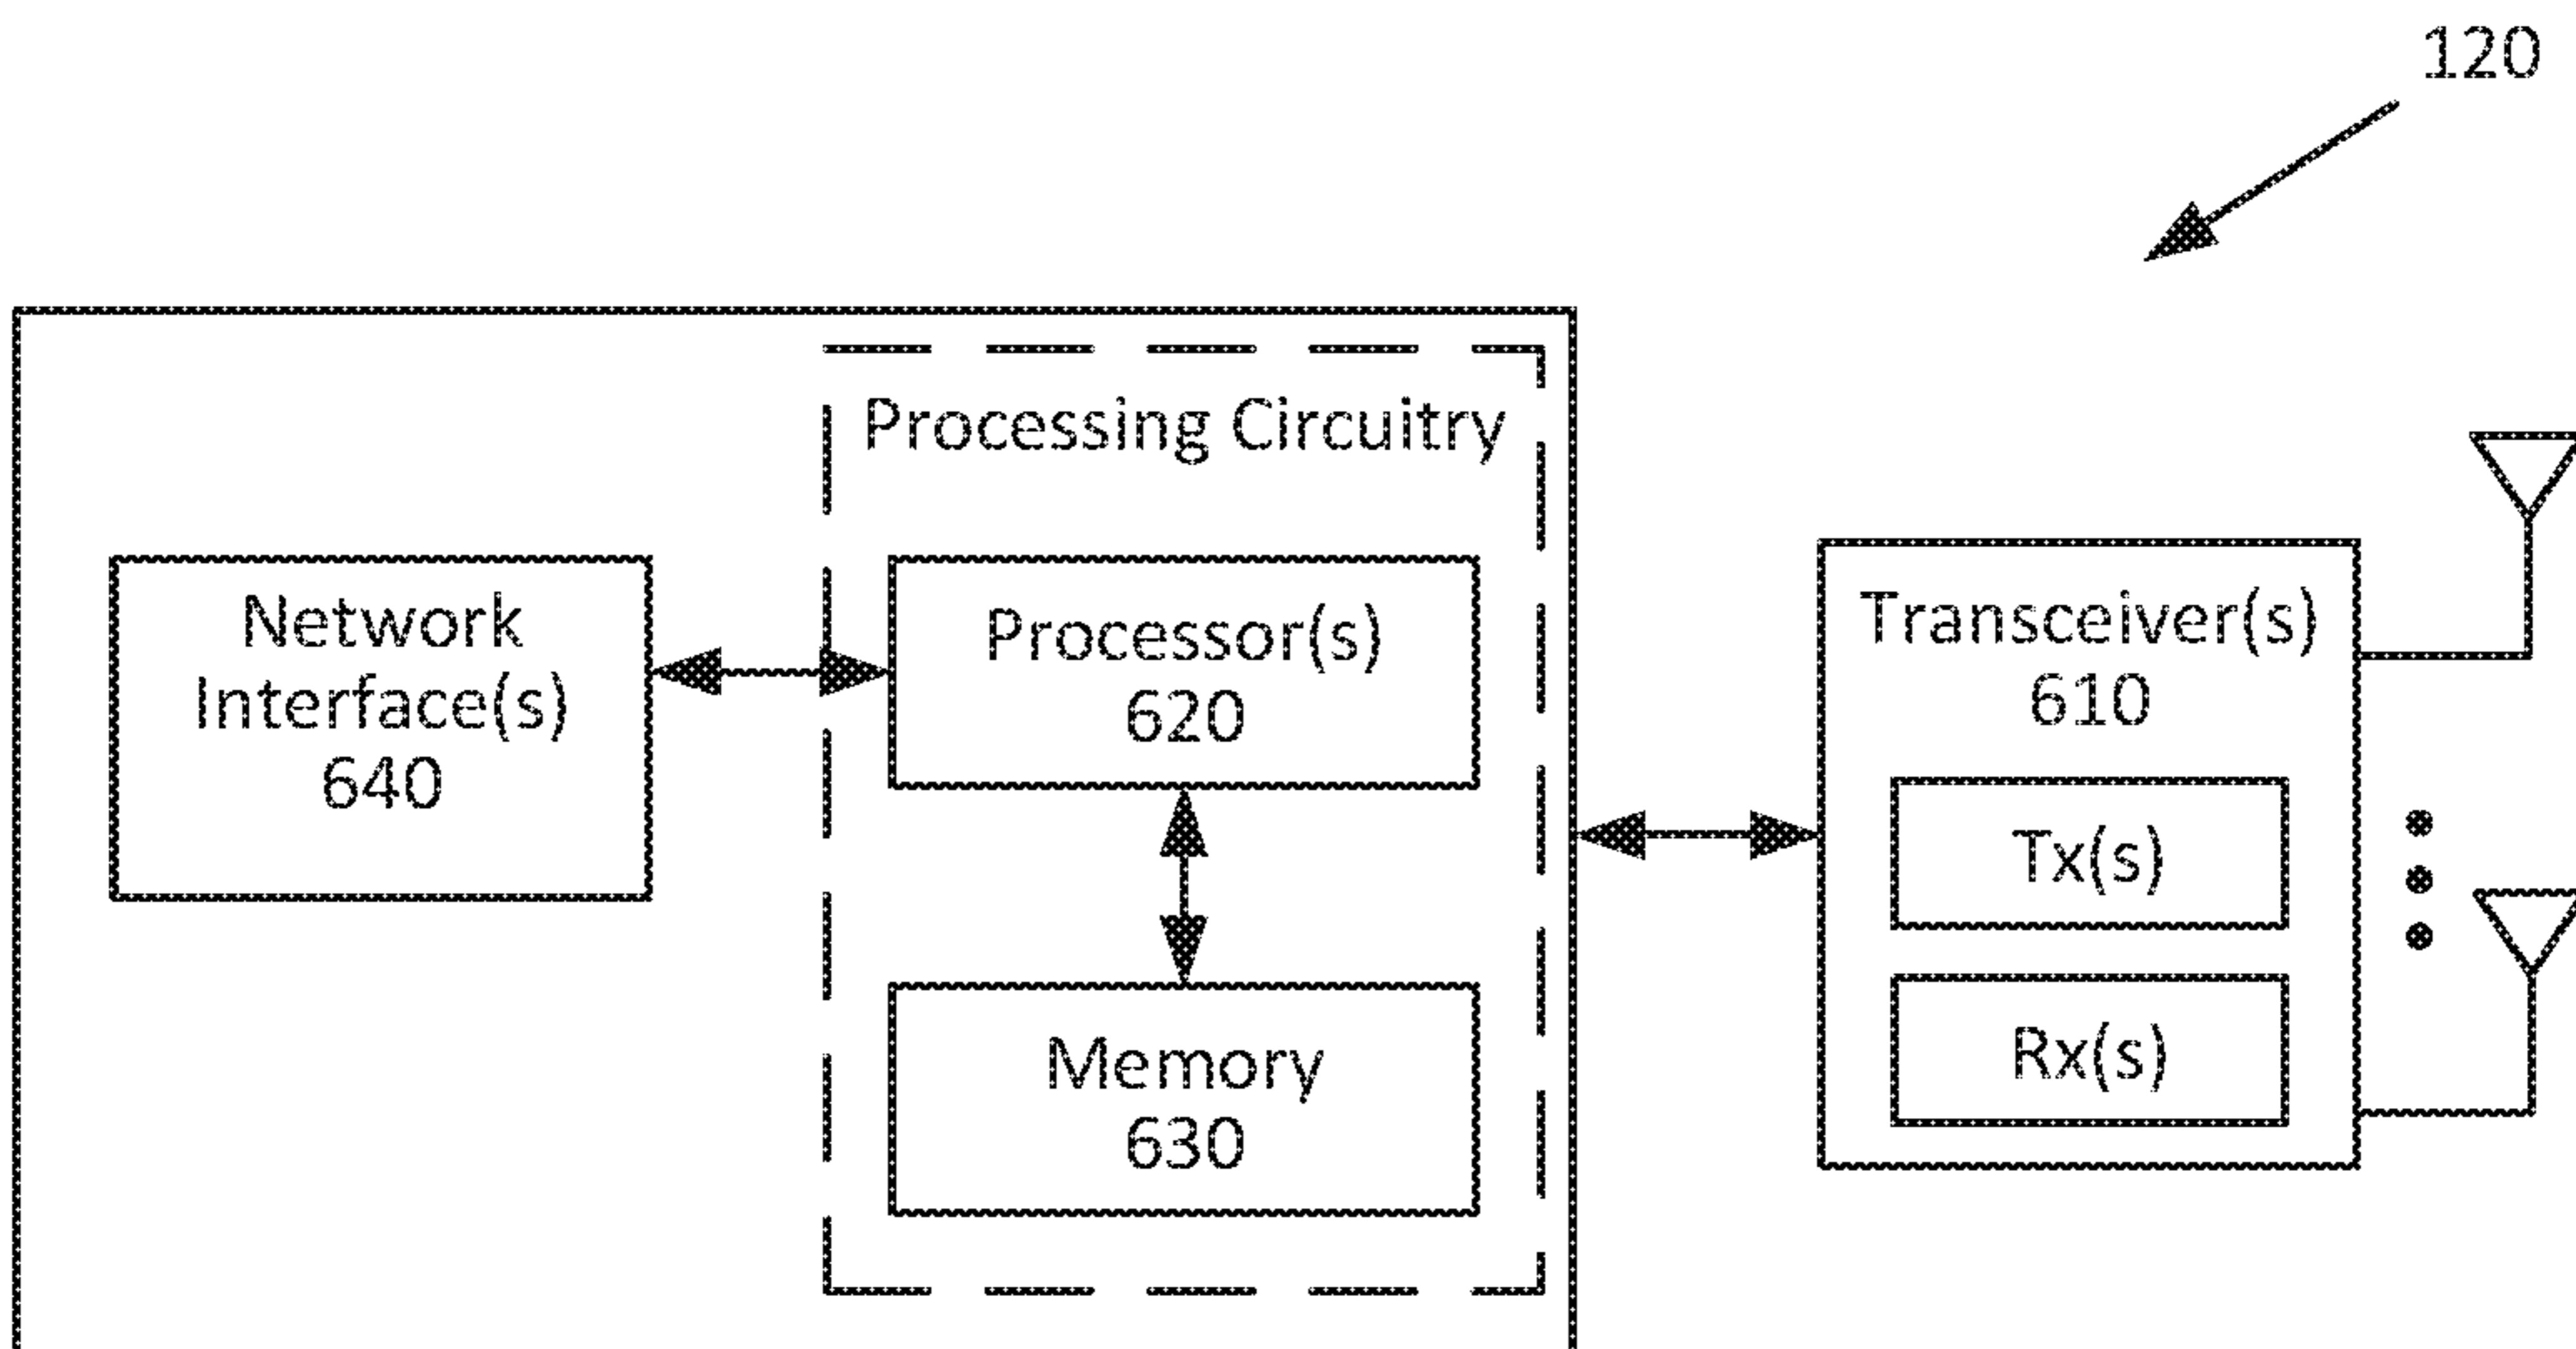 120
Processing Circuitry
Network
Interface(s)
640
Processor(s)
620
Memory
630
Transceiver(s)
610
Tx(s)
Rx(s)